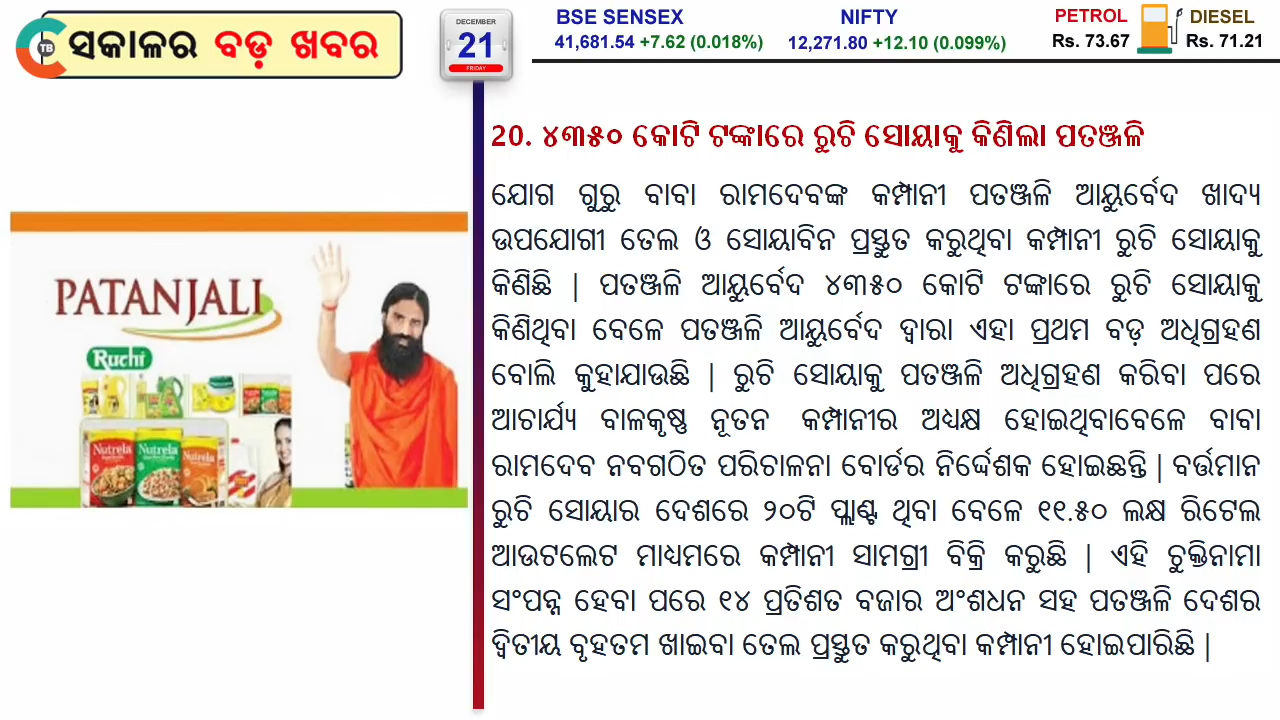 TB ସକାଳର ବଡ଼ ଖବର
DECEMBER
21
FRIDAY
BSE SENSEX
41,681.54 +7.62 (0.018%)
NIFTY
12,271.80 +12.10 (0.099%)
PETROL
Rs. 73.67
DIESEL
Rs. 71.21
20. ୪୩୫୦ କୋଟି ଟଙ୍କାରେ ରୁଚି ସୋୟାକୁ କିଣିଲା ପତଞ୍ଜଳି
ଯୋଗ ଗୁରୁ ବାବା ରାମଦେବଙ୍କ କମ୍ପାନୀ ପତଞ୍ଜଳି ଆୟୁର୍ବେଦ ଖାଦ୍ୟ
ଉପଯୋଗୀ ତେଲ ଓ ସୋୟାବିନ ପ୍ରସ୍ତୁତ କରୁଥିବା କମ୍ପାନୀ ରୁଚି ସୋୟାକୁ
କିଣିଛି | ପତଞ୍ଜଳି ଆୟୁର୍ବେଦ ୪୩୫୦ କୋଟି ଟଙ୍କାରେ ରୁଚି ସୋୟାକୁ
କିଣିଥିବା ବେଳେ ପତଞ୍ଜଳି ଆୟୁର୍ବେଦ ଦ୍ୱାରା ଏହା ପ୍ରଥମ ବଡ଼ ଅଧିଗ୍ରହଣ
ବୋଲି କୁହାଯାଉଛି | ରୁଚି ସୋୟାକୁ ପତଞ୍ଜଳି ଅଧିଗ୍ରହଣ କରିବା ପରେ
ଆଚାର୍ଯ୍ୟ ବାଳକୃଷ୍ଣ ନୂତନ କମ୍ପାନୀର ଅଧ୍ୟକ୍ଷ ହୋଇଥିବାବେଳେ ବାବା
ରାମଦେବ ନବଗଠିତ ପରିଚାଳନା ବୋର୍ଡର ନିର୍ଦ୍ଦେଶକ ହୋଇଛନ୍ତି | ବର୍ତ୍ତମାନ
ରୁଚି ସୋୟାର ଦେଶରେ ୨୦ଟି ପ୍ଲାଣ୍ଟ ଥିବା ବେଳେ ୧୧.୫୦ ଲକ୍ଷ ରିଟେଲ
ଆଉଟଲେଟ ମାଧ୍ୟମରେ କମ୍ପାନୀ ସାମଗ୍ରୀ ବିକ୍ରି କରୁଛି | ଏହି ଚୁକ୍ତିନାମା
ସଂପନ୍ନ ହେବା ପରେ ୧୪ ପ୍ରତିଶତ ବଜାର ଅଂଶଧନ ସହ ପତଞ୍ଜଳି ଦେଶର
ଦ୍ୱିତୀୟ ବୃହତମ ଖାଇବା ତେଲ ପ୍ରସ୍ତୁତ କରୁଥିବା କମ୍ପାନୀ ହୋଇପାରିଛି |
PATANJALI
Ruchi
Nutrela Nutrela Nutrela